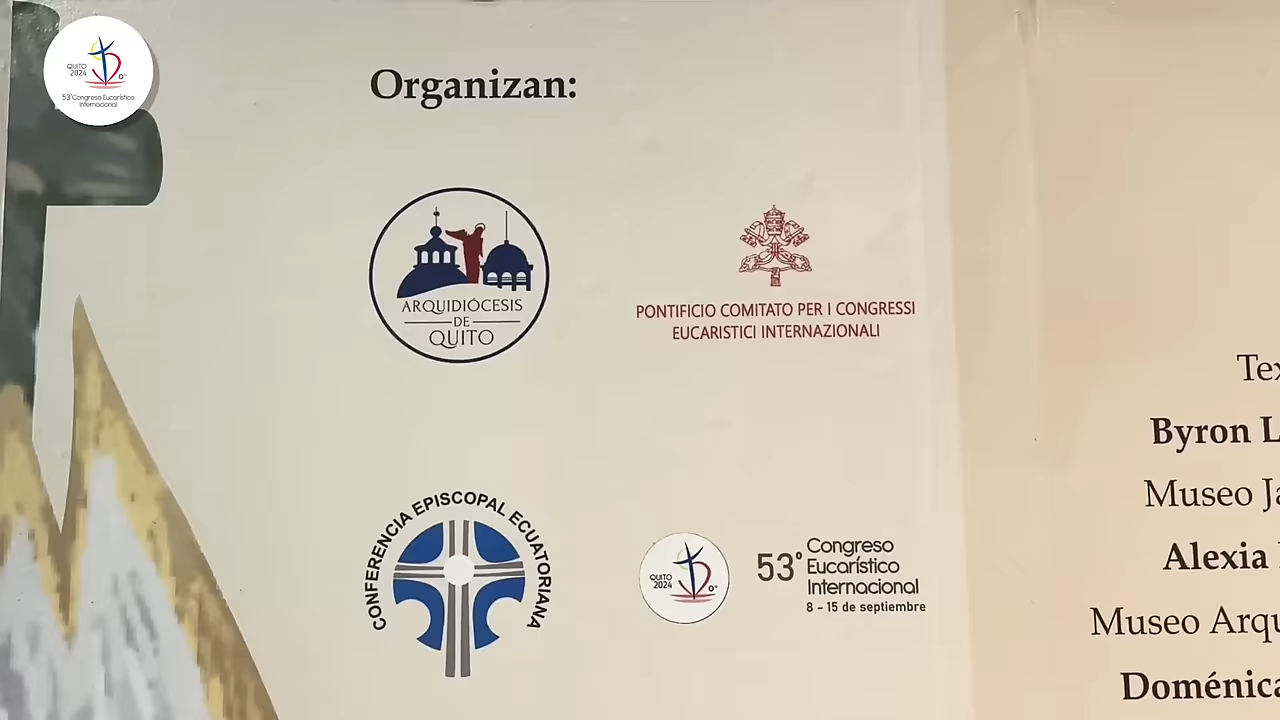 QUITO
2024
53° Congreso Eucarístico
Internacional
Organizan:
ARQUIDIÓCESIS
DE
QUITO
PONTIFICIO COMITATO PER I CONGRESSI
EUCARISTICI INTERNAZIONALI
CONFERENCIA EPISCOPAL ECUATORIANA
QUITO
2024
53°
Congreso
Eucarístico
Internacional
8 - 15 de septiembre
Byron
Museo
Alexia
Museo
Doménica